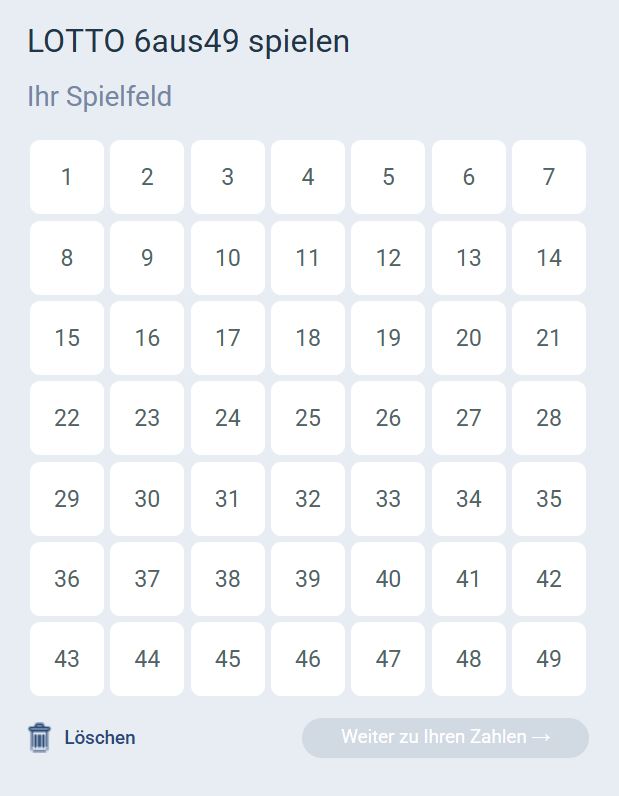 LOTTO 6aus49 spielen
Ihr Spielfeld
1 2 3 4 5 6 7
8 9 10 11 12 13 14
15 16 17 18 19 20 21
22 23 24 25 26 27 28
29 30 31 32 33 34 35
36 37 38 39 40 41 42
43 44 45 46 47 48 49
Löschen Weiter zu Ihren Zahlen →